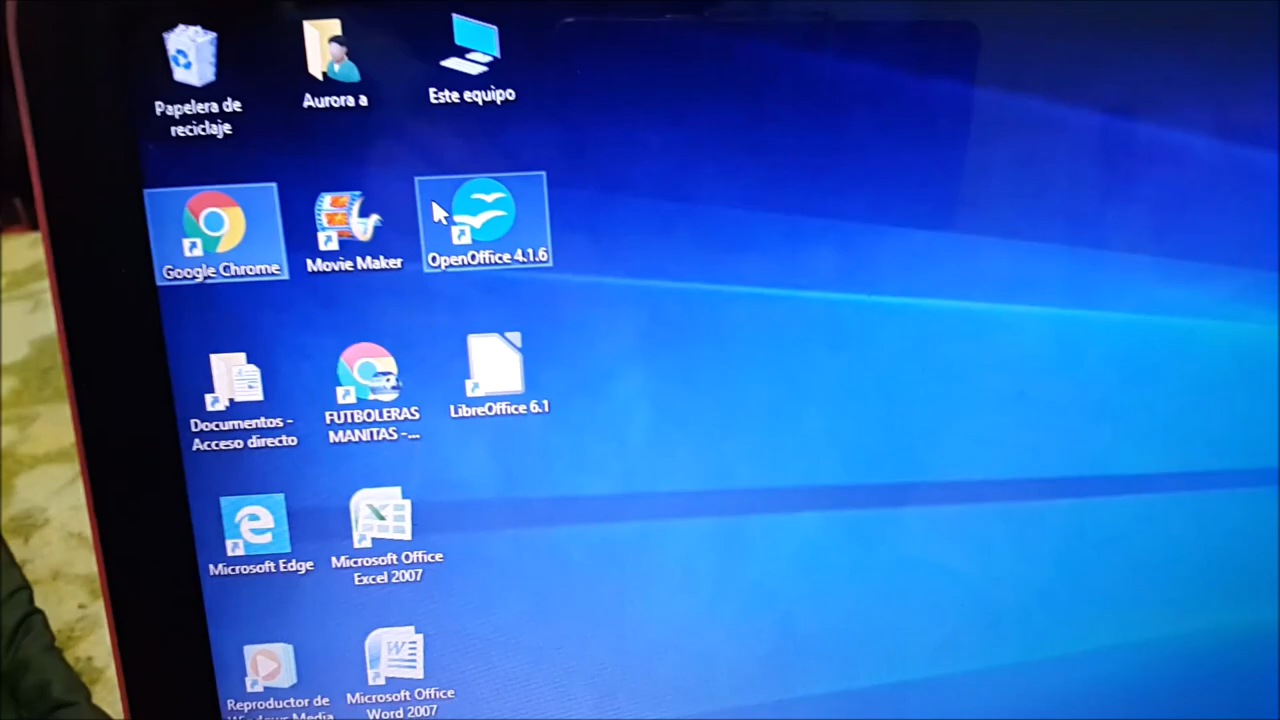 Papelera de
reciclaje
Aurora a
Este equipo
Google Chrome
Movie Maker
OpenOffice 4.1.6
Documentos -
Acceso directo
FUTBOLERAS
MANITAS -...
LibreOffice 6.1
Microsoft Edge
Microsoft Office
Excel 2007
Reproductor de
Windows Media
Microsoft Office
Word 2007